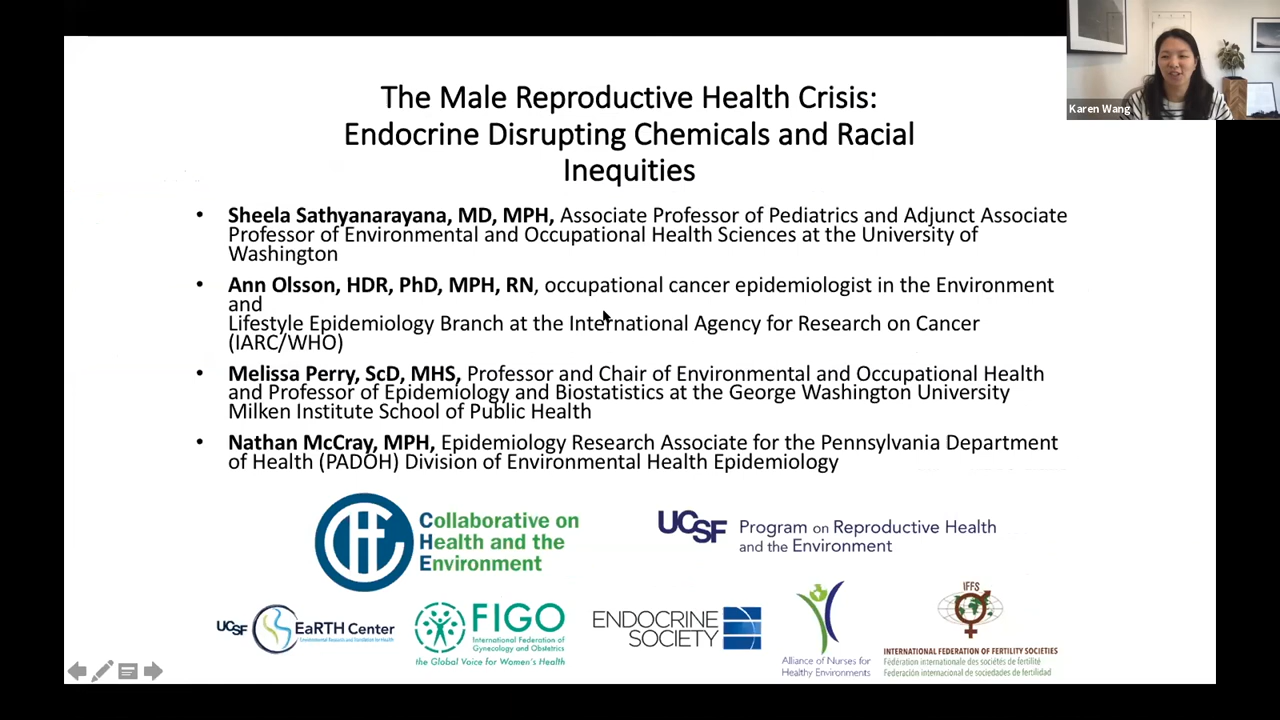 Karen Wang
The Male Reproductive Health Crisis:
Endocrine Disrupting Chemicals and Racial
Inequities
• Sheela Sathyanarayana, MD, MPH, Associate Professor of Pediatrics and Adjunct Associate
Professor of Environmental and Occupational Health Sciences at the University of
Washington
• Ann Olsson, HDR, PhD, MPH, RN, occupational cancer epidemiologist in the Environment
and
Lifestyle Epidemiology Branch at the International Agency for Research on Cancer
(IARC/WHO)
• Melissa Perry, ScD, MHS, Professor and Chair of Environmental and Occupational Health
and Professor of Epidemiology and Biostatistics at the George Washington University
Milken Institute School of Public Health
• Nathan McCray, MPH, Epidemiology Research Associate for the Pennsylvania Department
of Health (PADOH) Division of Environmental Health Epidemiology
CHE
Collaborative on
Health and the
Environment
UCSF Program on Reproductive Health
and the Environment
UCSF EaRTH Center
Environmental Research and Translation for Health
FIGO
International Federation of
Gynecology and Obstetrics
the Global Voice for Women's Health
ENDOCRINE
SOCIETY
Alliance of Nurses for
Healthy Environments
IFFS
INTERNATIONAL FEDERATION OF FERTILITY SOCIETIES
Fédération internationale des sociétés de fertilité
Federación internacional de sociedades de fertilidad